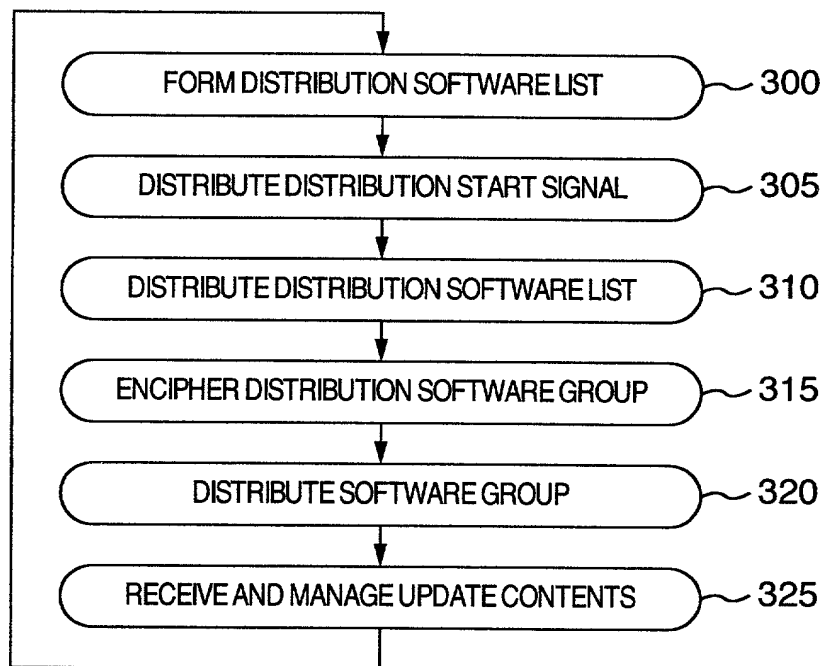 FORM DISTRIBUTION SOFTWARE LIST 300
DISTRIBUTE DISTRIBUTION START SIGNAL 305
DISTRIBUTE DISTRIBUTION SOFTWARE LIST 310
ENCIPHER DISTRIBUTION SOFTWARE GROUP 315
DISTRIBUTE SOFTWARE GROUP 320
RECEIVE AND MANAGE UPDATE CONTENTS 325